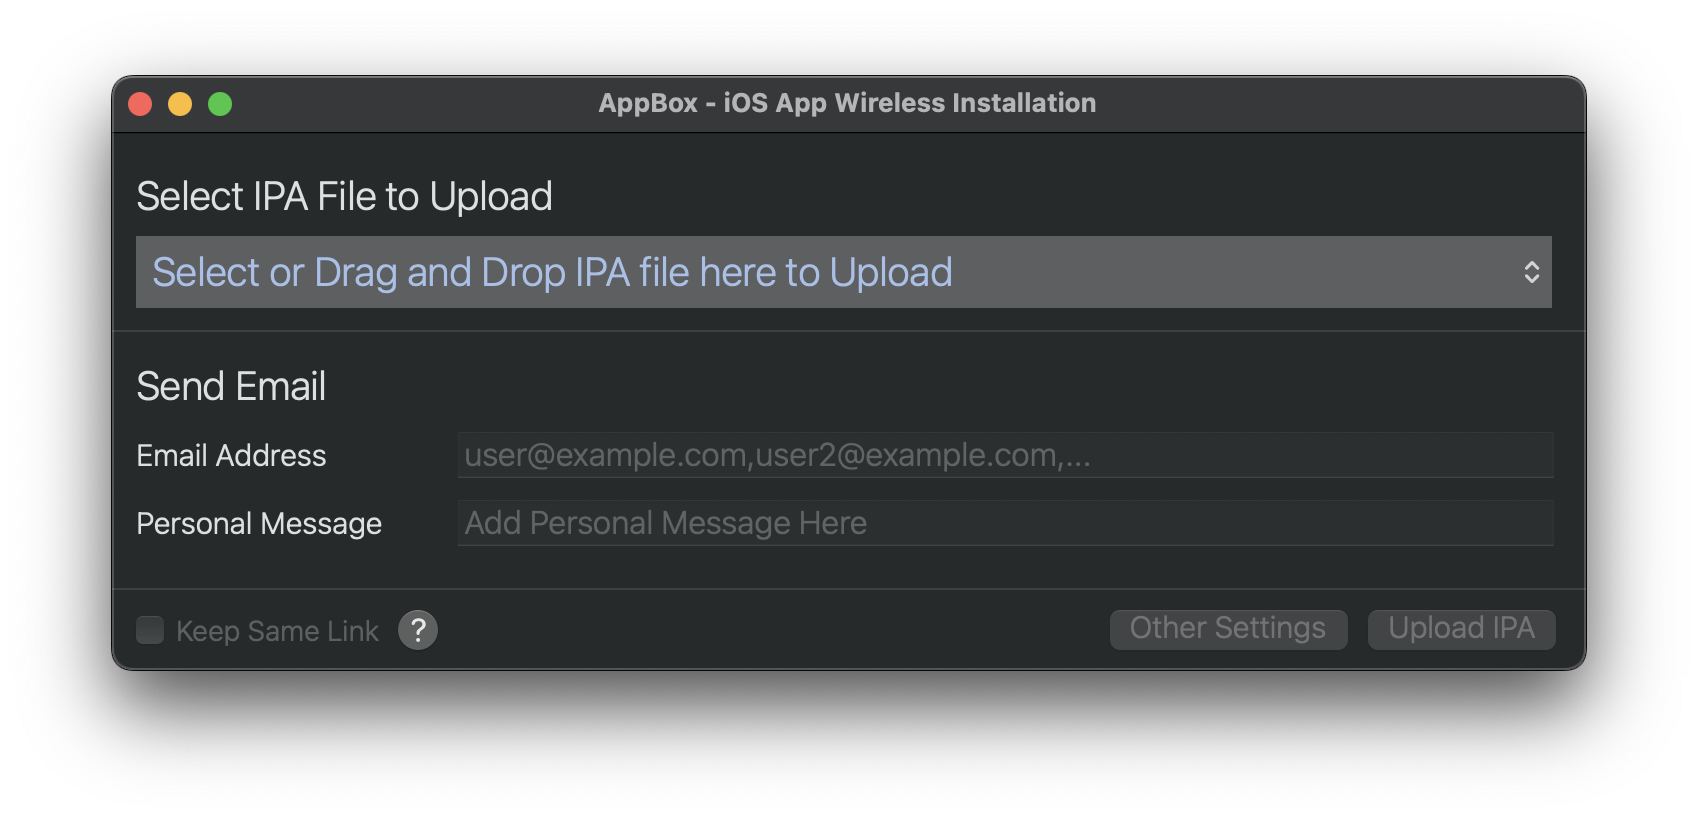 AppBox - iOS App Wireless Installation
Select IPA File to Upload
Select or Drag and Drop IPA file here to Upload
Send Email
Email Address user@example.com,user2@example.com,...
Personal Message Add Personal Message Here
Keep Same Link ? Other Settings Upload IPA